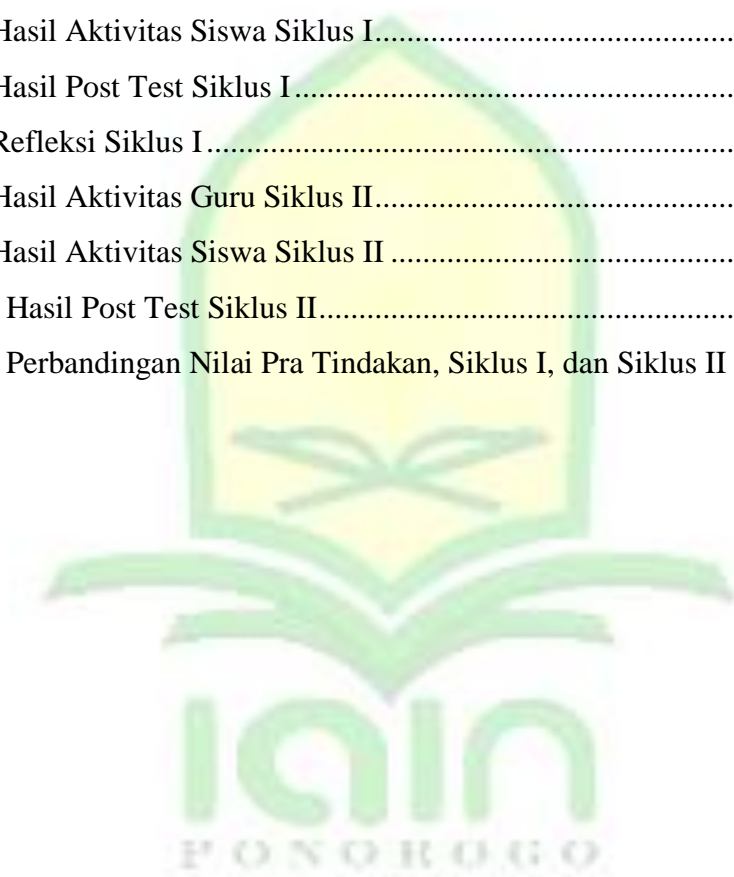 Hasil Aktivitas Siswa Siklus I..........................................
Hasil Post Test Siklus I....................................................
Refleksi Siklus I...............................................................
Hasil Aktivitas Guru Siklus II..........................................
Hasil Aktivitas Siswa Siklus II ........................................
Hasil Post Test Siklus II..................................................
Perbandingan Nilai Pra Tindakan, Siklus I, dan Siklus II
iain
PONOROGO